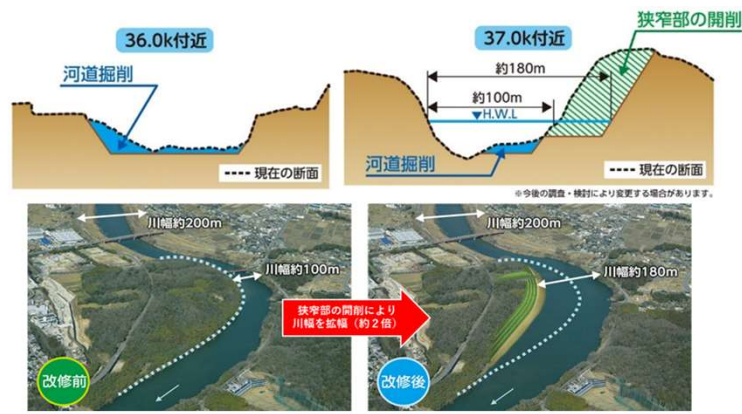 36.0k付近
河道掘削
現在の断面
37.0k付近
狭窄部の開削
約180m
約100m
▼H.W.L
河道掘削
現在の断面
※今後の調査・検討により変更する場合があります。
川幅約200m
川幅約100m
改修前
狭窄部の開削により
川幅を拡幅（約２倍）
川幅約200m
川幅約180m
改修後